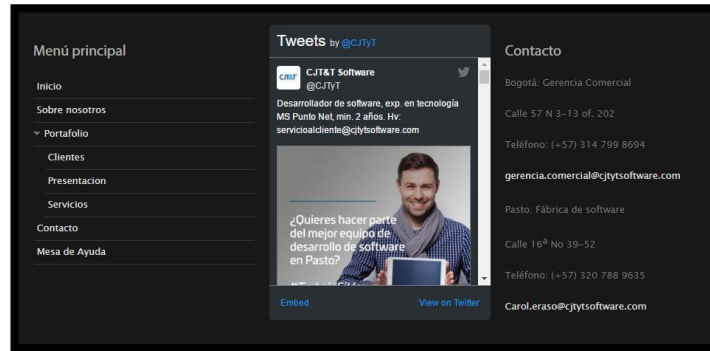 Menú principal
Inicio
Sobre nosotros
Portafolio
Clientes
Presentacion
Servicios
Contacto
Mesa de Ayuda
Tweets by @CJTyT
CJT&T
CJT&T Software
@CJTyT
Desarrollador de software, exp. en tecnología
MS Punto Net, min. 2 años. Hv:
servicioalcliente@cjtytsoftware.com
¿Quieres hacer parte
del mejor equipo de
desarrollo de software
en Pasto?
Embed View on Twitter
Contacto
Bogotá: Gerencia Comercial
Calle 57 N 3-13 of. 202
Teléfono: (+57) 314 799 8694
gerencia.comercial@cjtytsoftware.com
Pasto: Fábrica de software
Calle 16ª No 39-52
Teléfono: (+57) 320 788 9635
Carol.eraso@cjtytsoftware.com